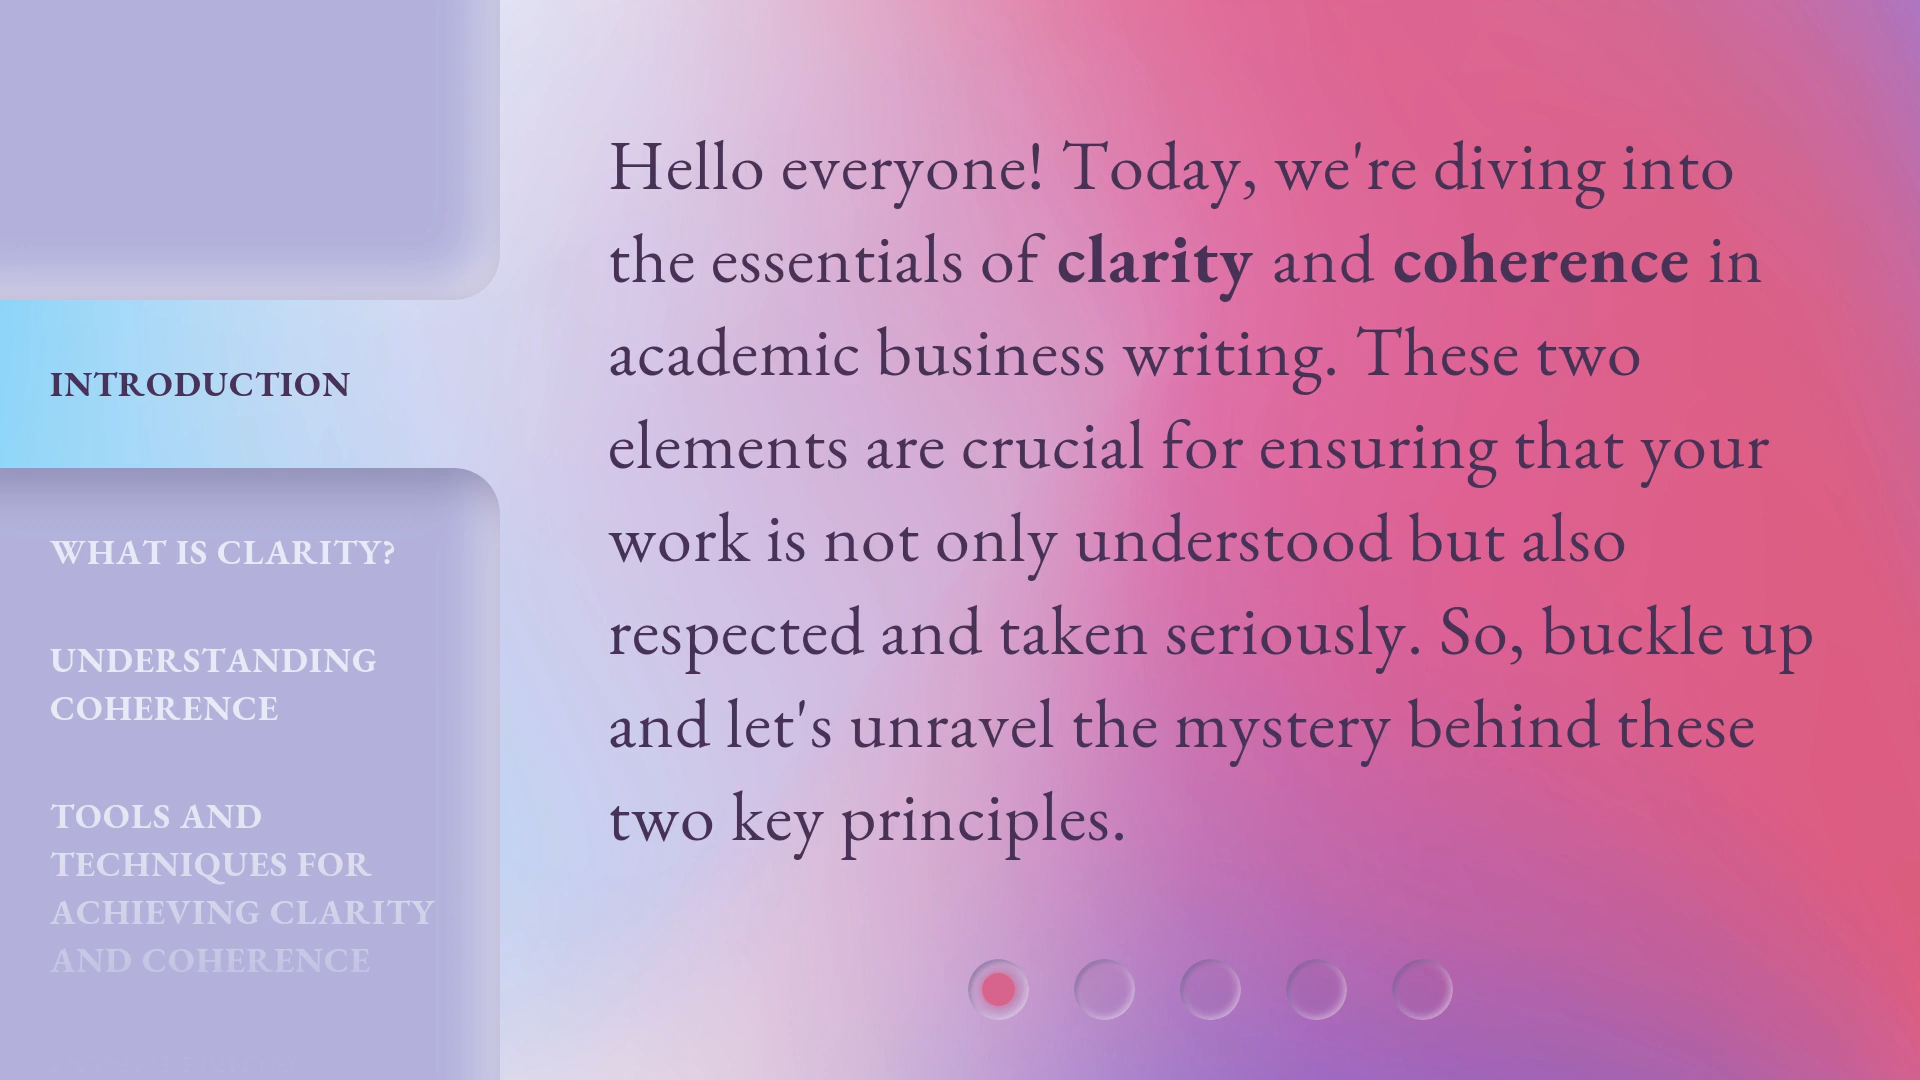 INTRODUCTION
WHAT IS CLARITY?
UNDERSTANDING
COHERENCE
TOOLS AND
TECHNIQUES FOR
ACHIEVING CLARITY
AND COHERENCE
Hello everyone! Today, we're diving into
the essentials of clarity and coherence in
academic business writing. These two
elements are crucial for ensuring that your
work is not only understood but also
respected and taken seriously. So, buckle up
and let's unravel the mystery behind these
two key principles.